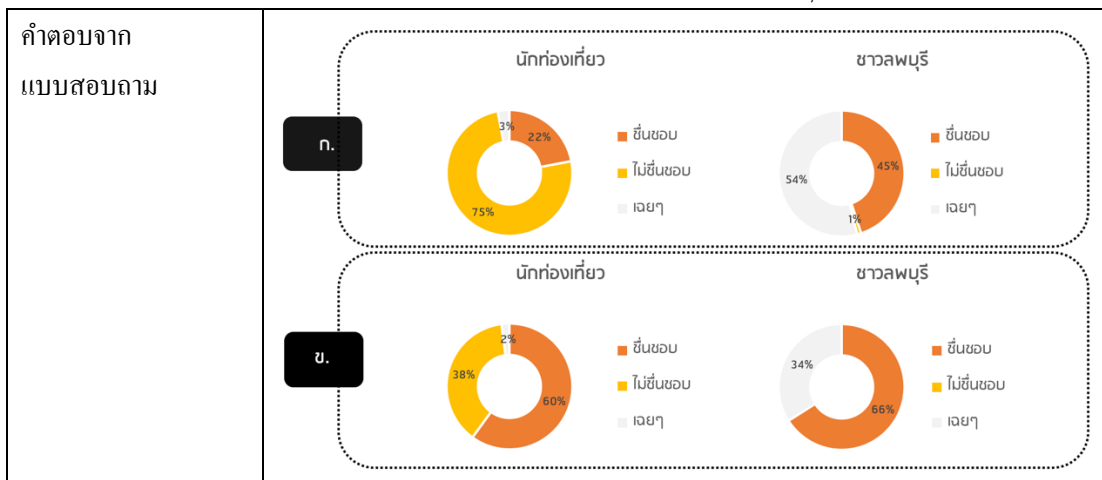 คำตอบจาก
แบบสอบถาม
นักท่องเที่ยว
ชาวลพบุรี
ก.
3%
22%
75%
ชื่นชอบ
ไม่ชื่นชอบ
เฉยๆ
54%
45%
1%
ชื่นชอบ
ไม่ชื่นชอบ
เฉยๆ
นักท่องเที่ยว
ชาวลพบุรี
ข.
2%
38%
60%
ชื่นชอบ
ไม่ชื่นชอบ
เฉยๆ
34%
66%
ชื่นชอบ
ไม่ชื่นชอบ
เฉยๆ